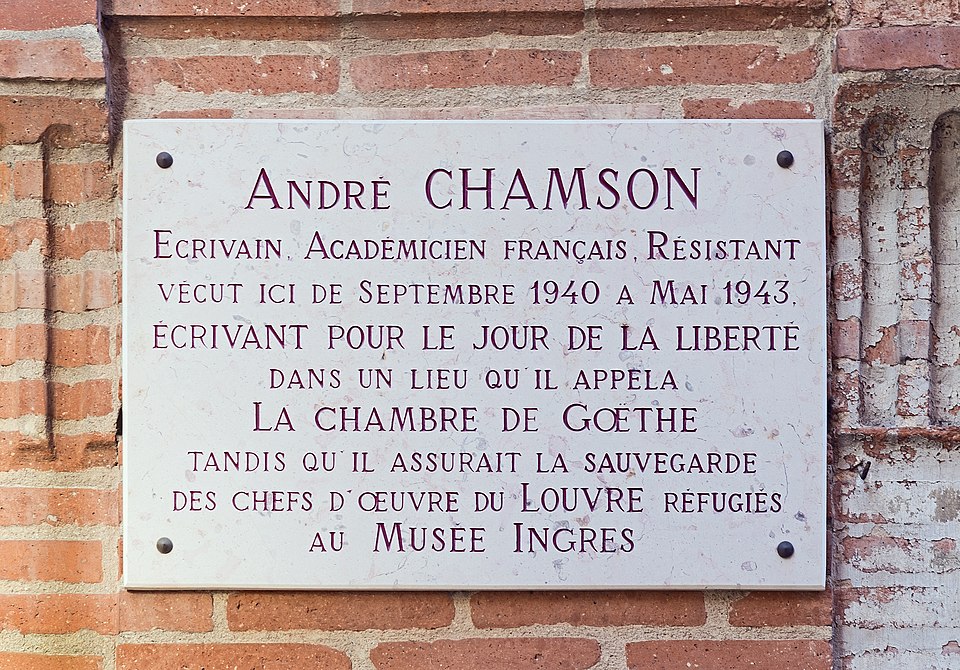 ANDRÉ CHAMSON
ECRIVAIN, ACADÉMICIEN FRANÇAIS, RÉSISTANT
VÉCUT ICI DE SEPTEMBRE 1940 A MAI 1943,
ÉCRIVANT POUR LE JOUR DE LA LIBERTÉ
DANS UN LIEU QU'IL APPELA
LA CHAMBRE DE GŒTHE
TANDIS QU'IL ASSURAIT LA SAUVEGARDE
DES CHEFS D'ŒUVRE DU LOUVRE RÉFUGIÉS
AU MUSÉE INGRES